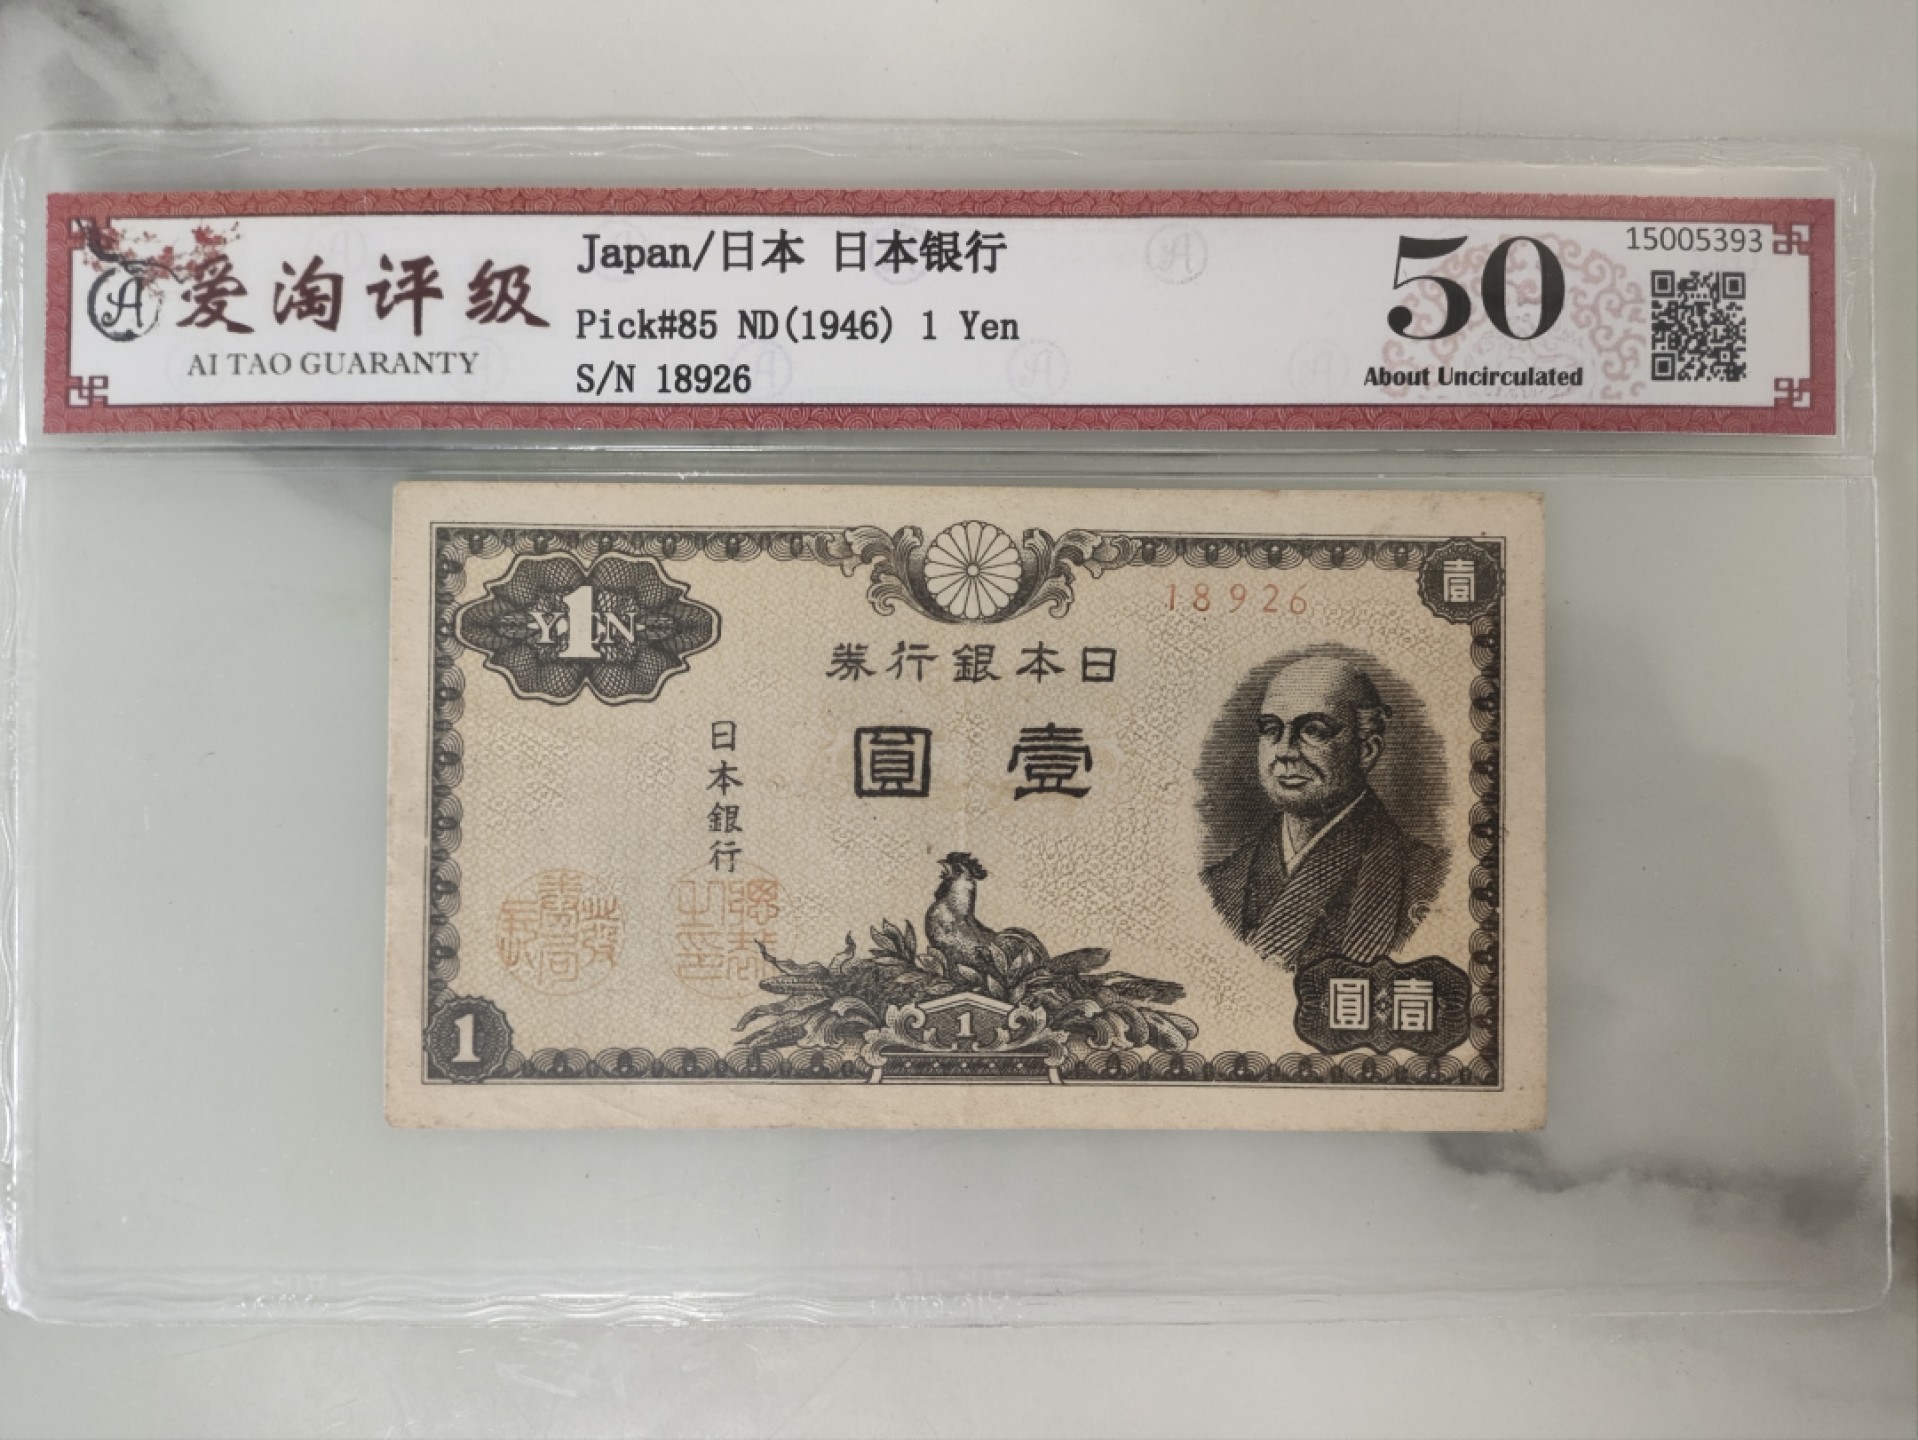 爱淘评级
AI TAO GUARANTY
Japan/日本 日本银行
Pick#85 ND(1946) 1 Yen
S/N 18926
50
About Uncirculated
15005393
1
YEN
18926
壹
券行銀本日
圓壹
日本銀行
1
1
圓壹